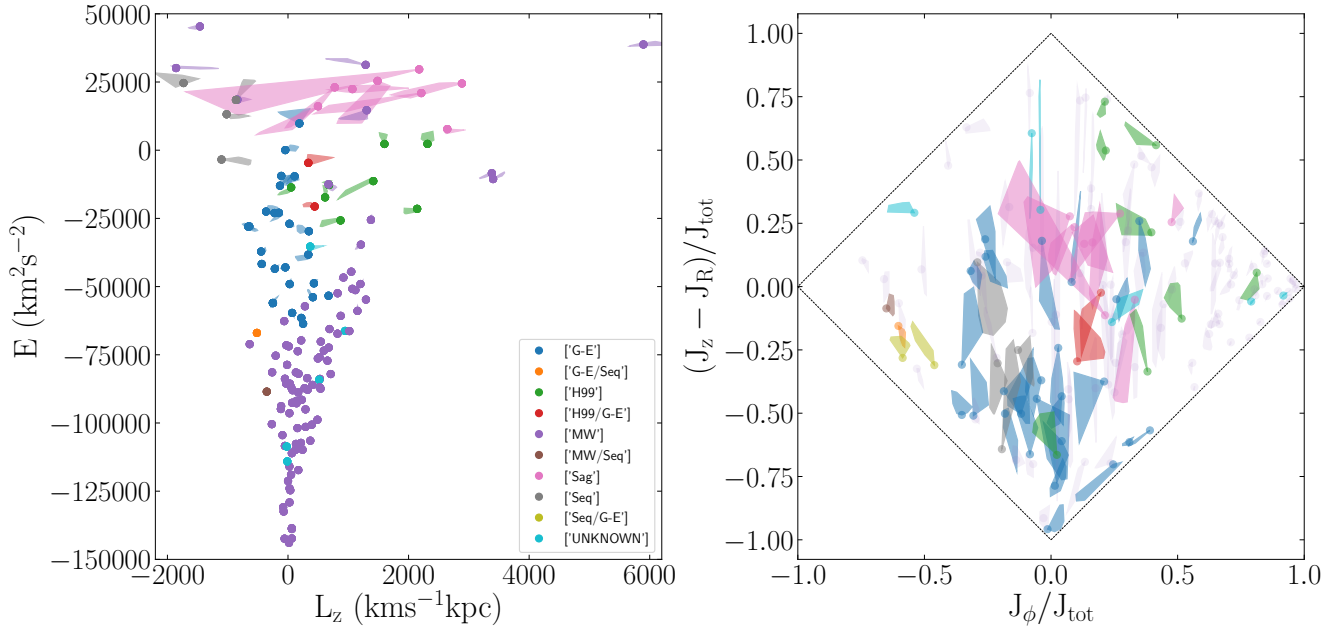 50000
25000
0
−25000
−50000
−75000
−100000
−125000
−150000
−2000
0
2000
4000
6000
E (km²s⁻²)
L_z (kms⁻¹kpc)
['G-E']
['G-E/Seq']
['H99']
['H99/G-E']
['MW']
['MW/Seq']
['Sag']
['Seq']
['Seq/G-E']
['UNKNOWN']
1.00
0.75
0.50
0.25
0.00
−0.25
−0.50
−0.75
−1.00
−1.0
−0.5
0.0
0.5
1.0
(J_z − J_R)/J_tot
J_ϕ/J_tot